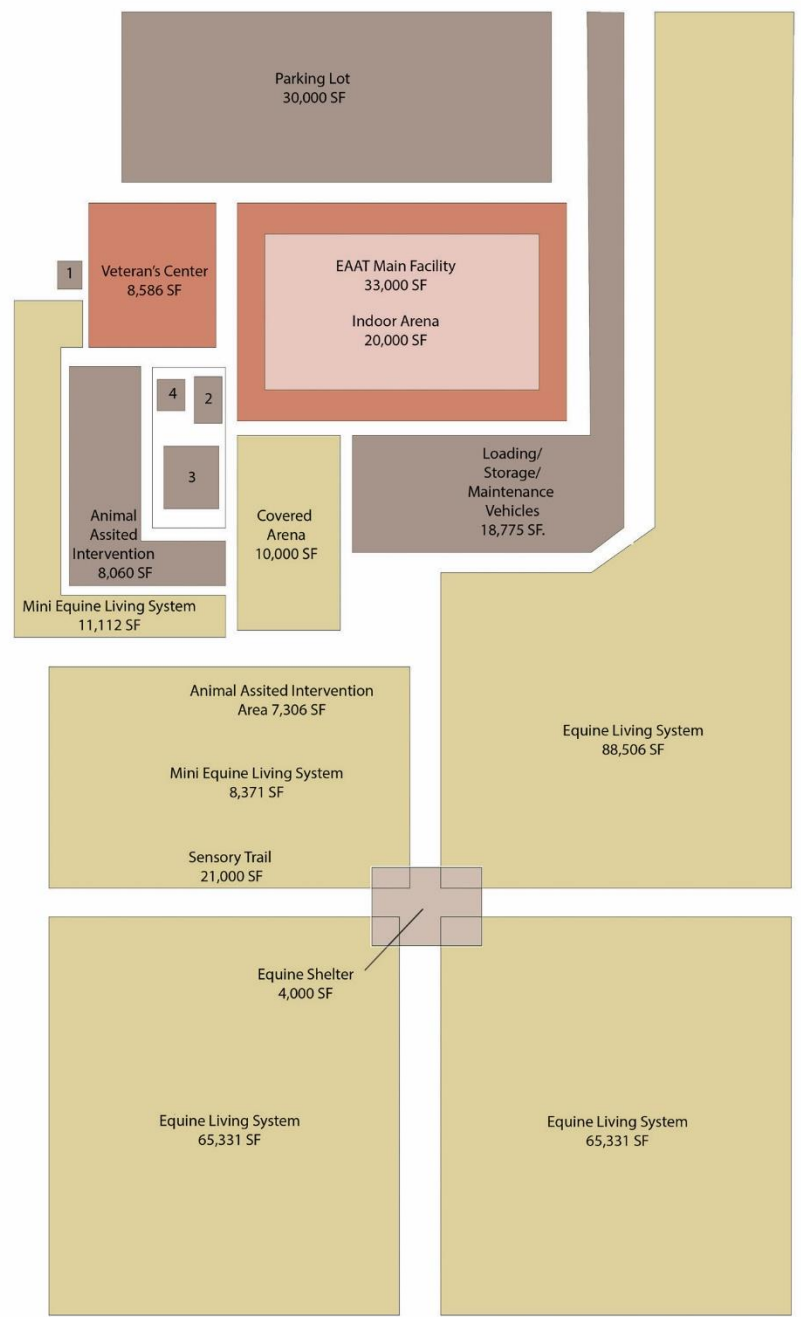 Parking Lot
30,000 SF
1
Veteran's Center
8,586 SF
EAAT Main Facility
33,000 SF
Indoor Arena
20,000 SF
4
2
3
Animal
Assited
Intervention
8,060 SF
Covered
Arena
10,000 SF
Loading/
Storage/
Maintenance
Vehicles
18,775 SF.
Mini Equine Living System
11,112 SF
Animal Assited Intervention
Area 7,306 SF
Mini Equine Living System
8,371 SF
Sensory Trail
21,000 SF
Equine Living System
88,506 SF
Equine Shelter
4,000 SF
Equine Living System
65,331 SF
Equine Living System
65,331 SF